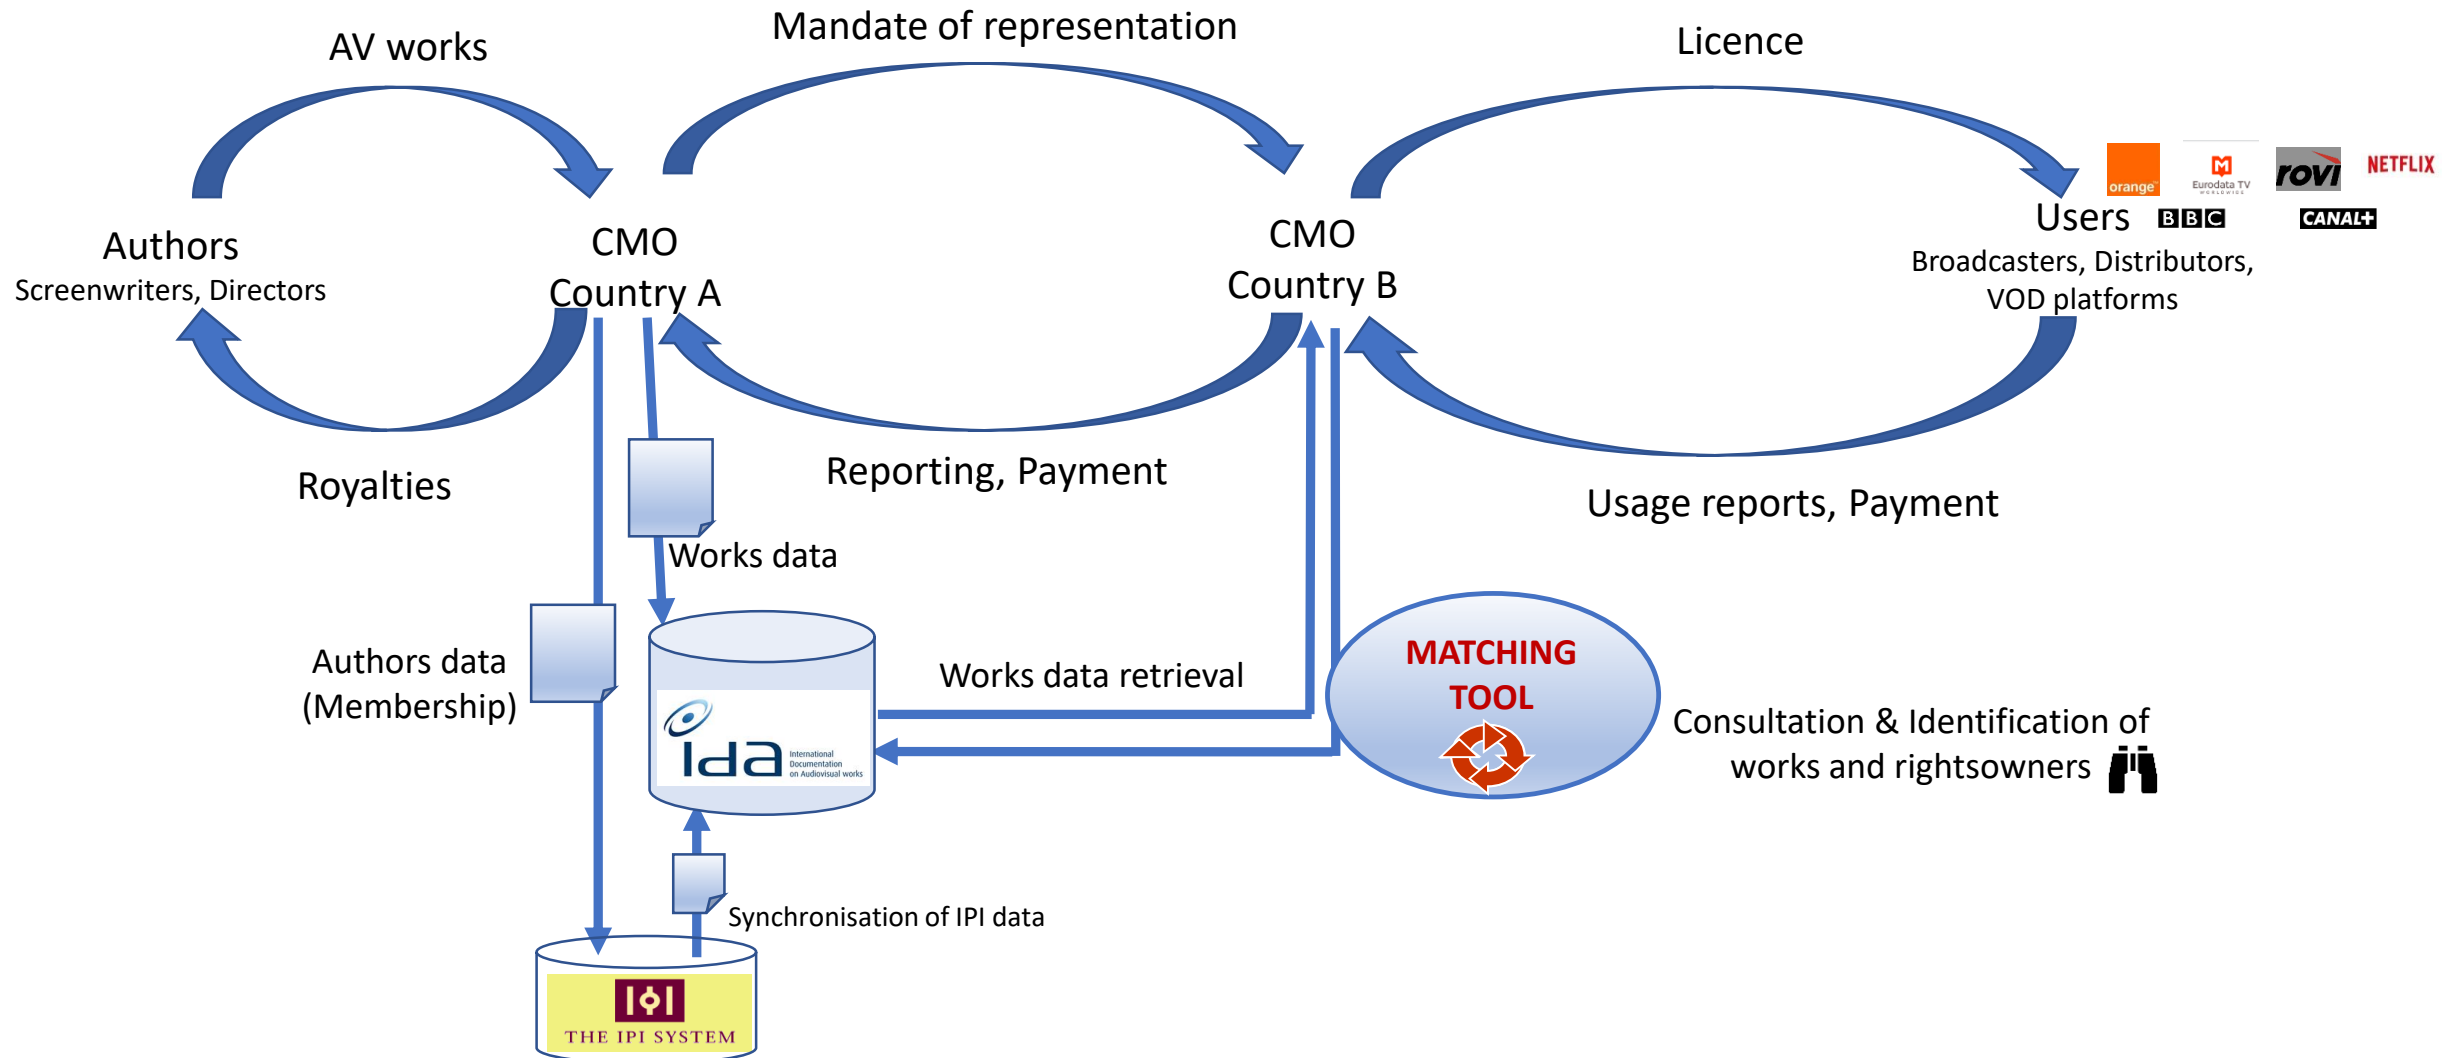 AV works
Mandate of representation
Licence
orange
Eurodata TV
WORLDWIDE
rovi
NETFLIX
Users
BBC
CANAL+
Broadcasters, Distributors,
VOD platforms
Authors
Screenwriters, Directors
CMO
Country A
CMO
Country B
Royalties
Reporting, Payment
Usage reports, Payment
Works data
Authors data
(Membership)
Ida
International
Documentation
on Audiovisual works
Works data retrieval
MATCHING
TOOL
Consultation & Identification of
works and rightsowners
Synchronisation of IPI data
IPI
THE IPI SYSTEM